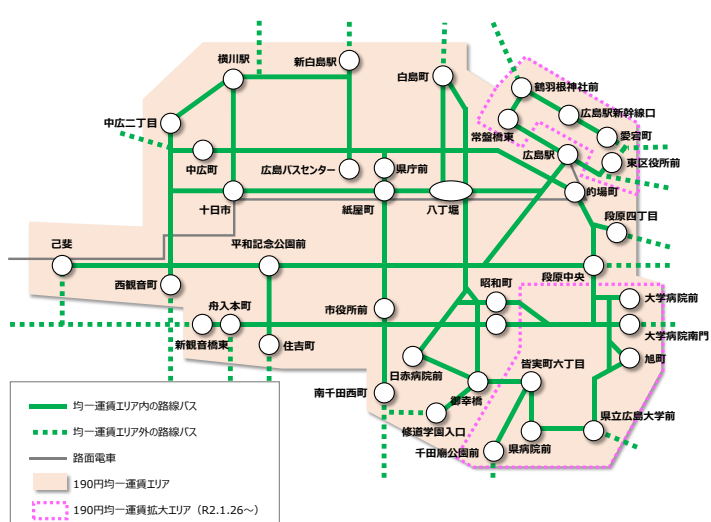 横川駅
新白島駅
白島町
鶴羽根神社前
広島駅新幹線口
中広二丁目
常盤橋東
愛宕町
広島駅
東区役所前
中広町
広島バスセンター
県庁前
十日市
紙屋町
八丁堀
的場町
段原四丁目
己斐
平和記念公園前
段原中央
西観音町
昭和町
大学病院前
舟入本町
市役所前
新観音橋東
住吉町
大学病院南門
日赤病院前
皆実町六丁目
旭町
南千田西町
御幸橋
修道学園入口
県立広島大学前
千田廟公園前
県病院前
均一運賃エリア内の路線バス
均一運賃エリア外の路線バス
路面電車
190円均一運賃エリア
190円均一運賃拡大エリア（R2.1.26～）